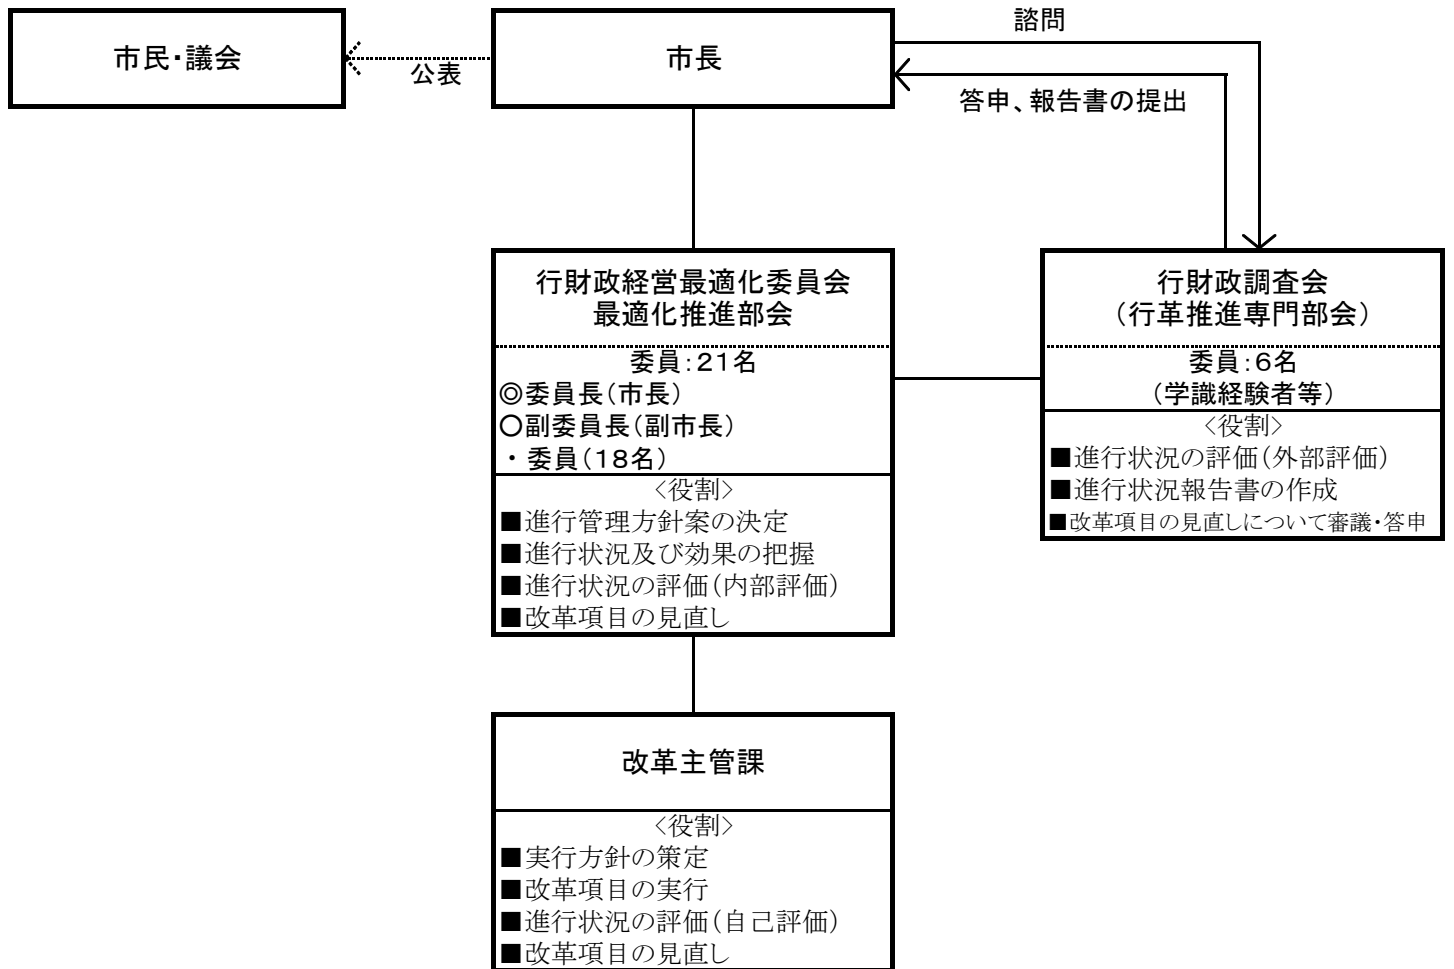 市民・議会
公表
市長
諮問
答申、報告書の提出
行財政経営最適化委員会
最適化推進部会
委員：２１名
◎委員長（市長）
○副委員長（副市長）
・委員（１８名）
＜役割＞
■進行管理方針案の決定
■進行状況及び効果の把握
■進行状況の評価（内部評価）
■改革項目の見直し
行財政調査会
（行革推進専門部会）
委員：６名
（学識経験者等）
＜役割＞
■進行状況の評価（外部評価）
■進行状況報告書の作成
■改革項目の見直しについて審議・答申
改革主管課
＜役割＞
■実行方針の策定
■改革項目の実行
■進行状況の評価（自己評価）
■改革項目の見直し